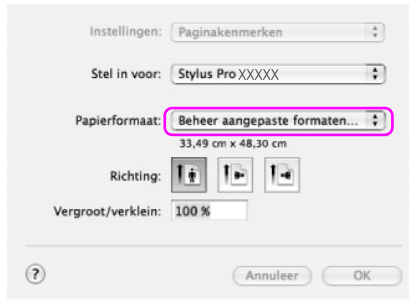 Instellingen: Paginakenmerken
Stel in voor: Stylus Pro XXXXX
Papierformaat: Beheer aangepaste formaten...
33,49 cm x 48,30 cm
Richting:
Vergroot/verklein: 100 %
? Annuleer OK